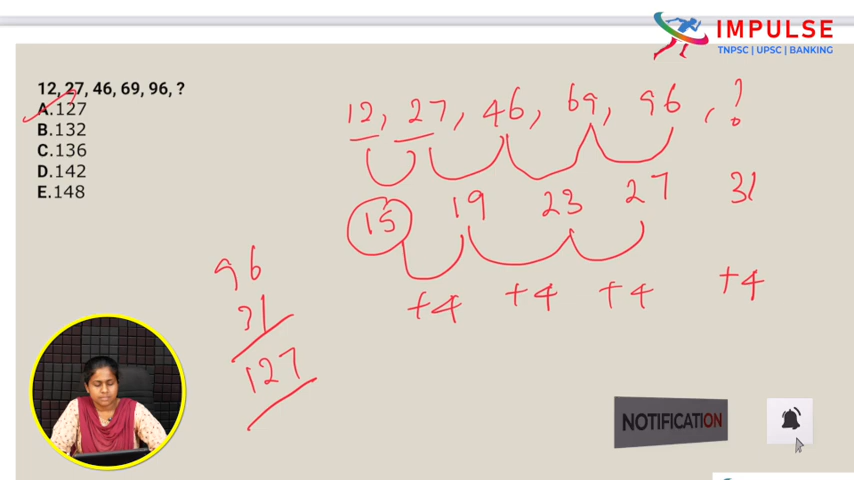 IMPULSE
TNPSC | UPSC | BANKING
12, 27, 46, 69, 96, ?
A.127
B.132
C.136
D.142
E.148
12, 27, 46, 69, 96, ?
15 19 23 27 31
+4 +4 +4 +4
96
31
127
NOTIFICATION